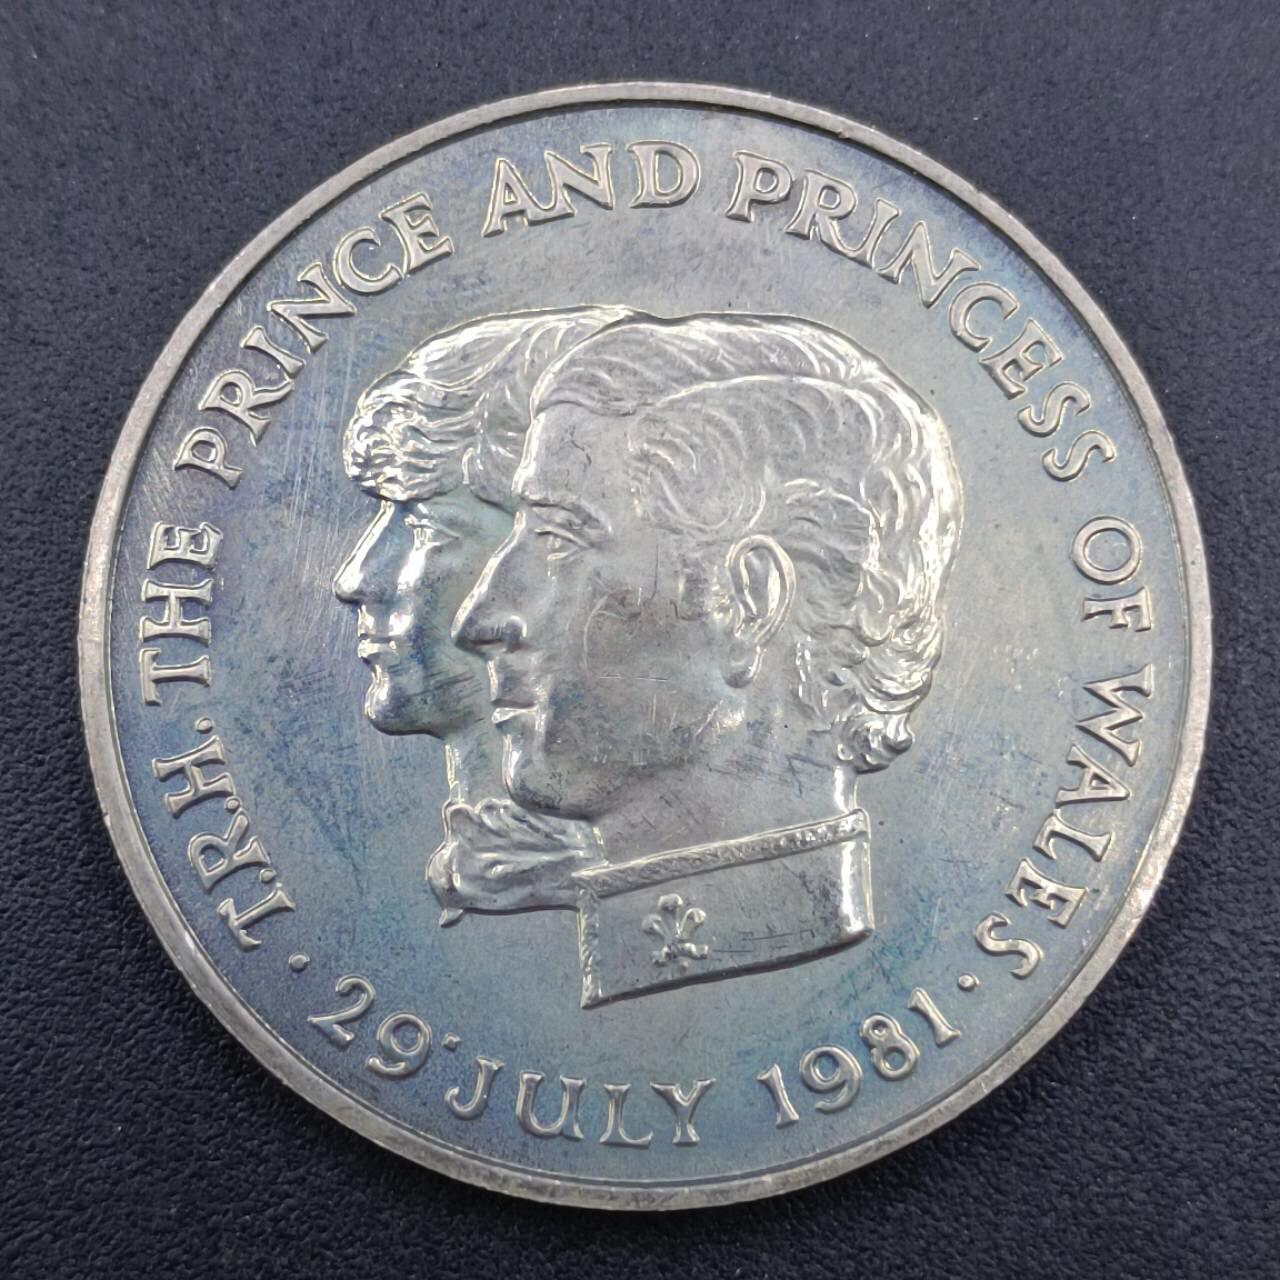 T.R.H. THE PRINCE AND PRINCESS OF WALES
· 29· JULY 1981 ·